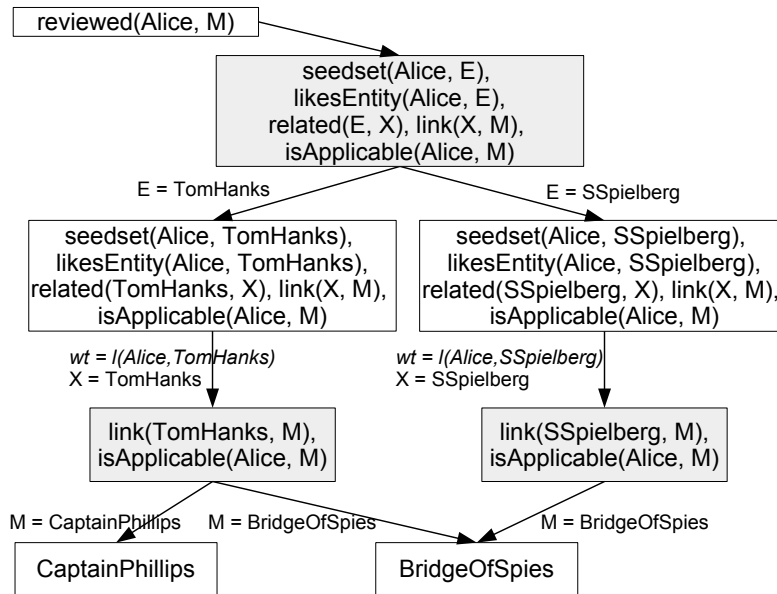 reviewed(Alice, M)
seedset(Alice, E),
likesEntity(Alice, E),
related(E, X), link(X, M),
isApplicable(Alice, M)
E = TomHanks
E = SSpielberg
seedset(Alice, TomHanks),
likesEntity(Alice, TomHanks),
related(TomHanks, X), link(X, M),
isApplicable(Alice, M)
seedset(Alice, SSpielberg),
likesEntity(Alice, SSpielberg),
related(SSpielberg, X), link(X, M),
isApplicable(Alice, M)
wt = l(Alice,TomHanks)
X = TomHanks
wt = l(Alice,SSpielberg)
X = SSpielberg
link(TomHanks, M),
isApplicable(Alice, M)
link(SSpielberg, M),
isApplicable(Alice, M)
M = CaptainPhillips
M = BridgeOfSpies
M = BridgeOfSpies
CaptainPhillips
BridgeOfSpies